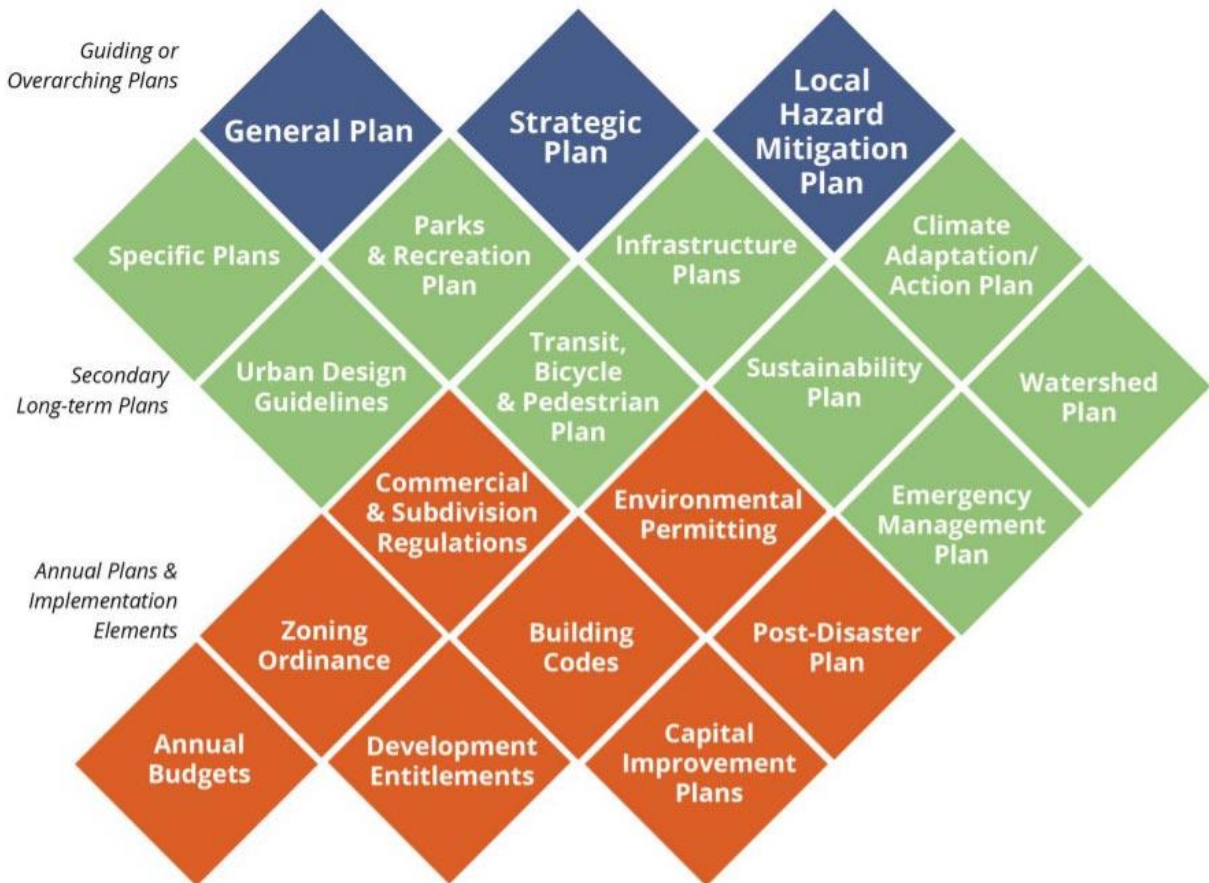 Guiding or
Overarching Plans
General Plan
Strategic
Plan
Local
Hazard
Mitigation
Plan
Specific Plans
Parks
& Recreation
Plan
Infrastructure
Plans
Climate
Adaptation/
Action Plan
Secondary
Long-term Plans
Urban Design
Guidelines
Transit,
Bicycle
& Pedestrian
Plan
Sustainability
Plan
Watershed
Plan
Commercial
& Subdivision
Regulations
Environmental
Permitting
Emergency
Management
Plan
Annual Plans &
Implementation
Elements
Zoning
Ordinance
Building
Codes
Post-Disaster
Plan
Annual
Budgets
Development
Entitlements
Capital
Improvement
Plans